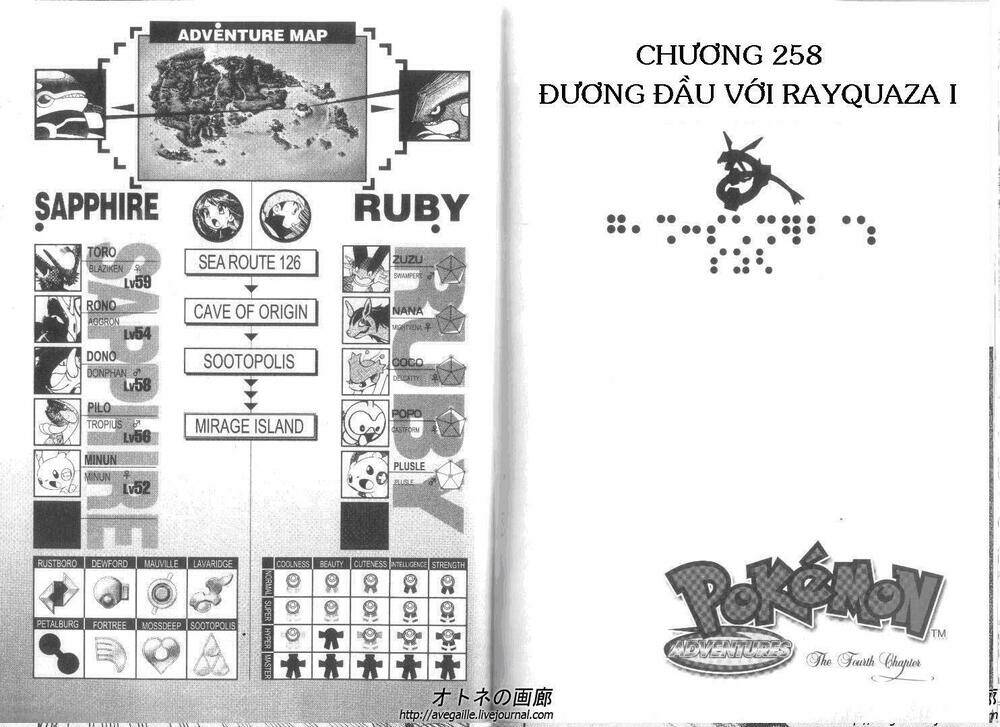 ADVENTURE MAP
SAPPHIRE
RUBY
TORO
BLAZIKEN ♀
Lv59
RONO
AGGRON
Lv54
DONO
DONPHAN ♂
Lv58
PILO
TROPIUS ♂
Lv56
MINUN
MINUN ♀
Lv52
SAPPHIRE
SEA ROUTE 126
CAVE OF ORIGIN
SOOTOPOLIS
MIRAGE ISLAND
ZUZU
SWAMPERT ♂
NANA
MIGHTYENA ♀
COCO
DELCATTY ♀
POPO
CASTFORM ♀
PLUSLE
PLUSLE ♂
RUBY
RUSTBORO DEWFORD MAUVILLE LAVARIDGE
PETALBURG FORTREE MOSSDEEP SOOTOPOLIS
COOLNESS BEAUTY CUTENESS INTELLIGENCE STRENGTH
NORMAL
SUPER
HYPER
MASTER
CHƯƠNG 258
ĐƯƠNG ĐẦU VỚI RAYQUAZA I
POKéMON TM
ADVENTURES
The Fourth Chapter
オトネの画廊
http://avegaille.livejournal.com